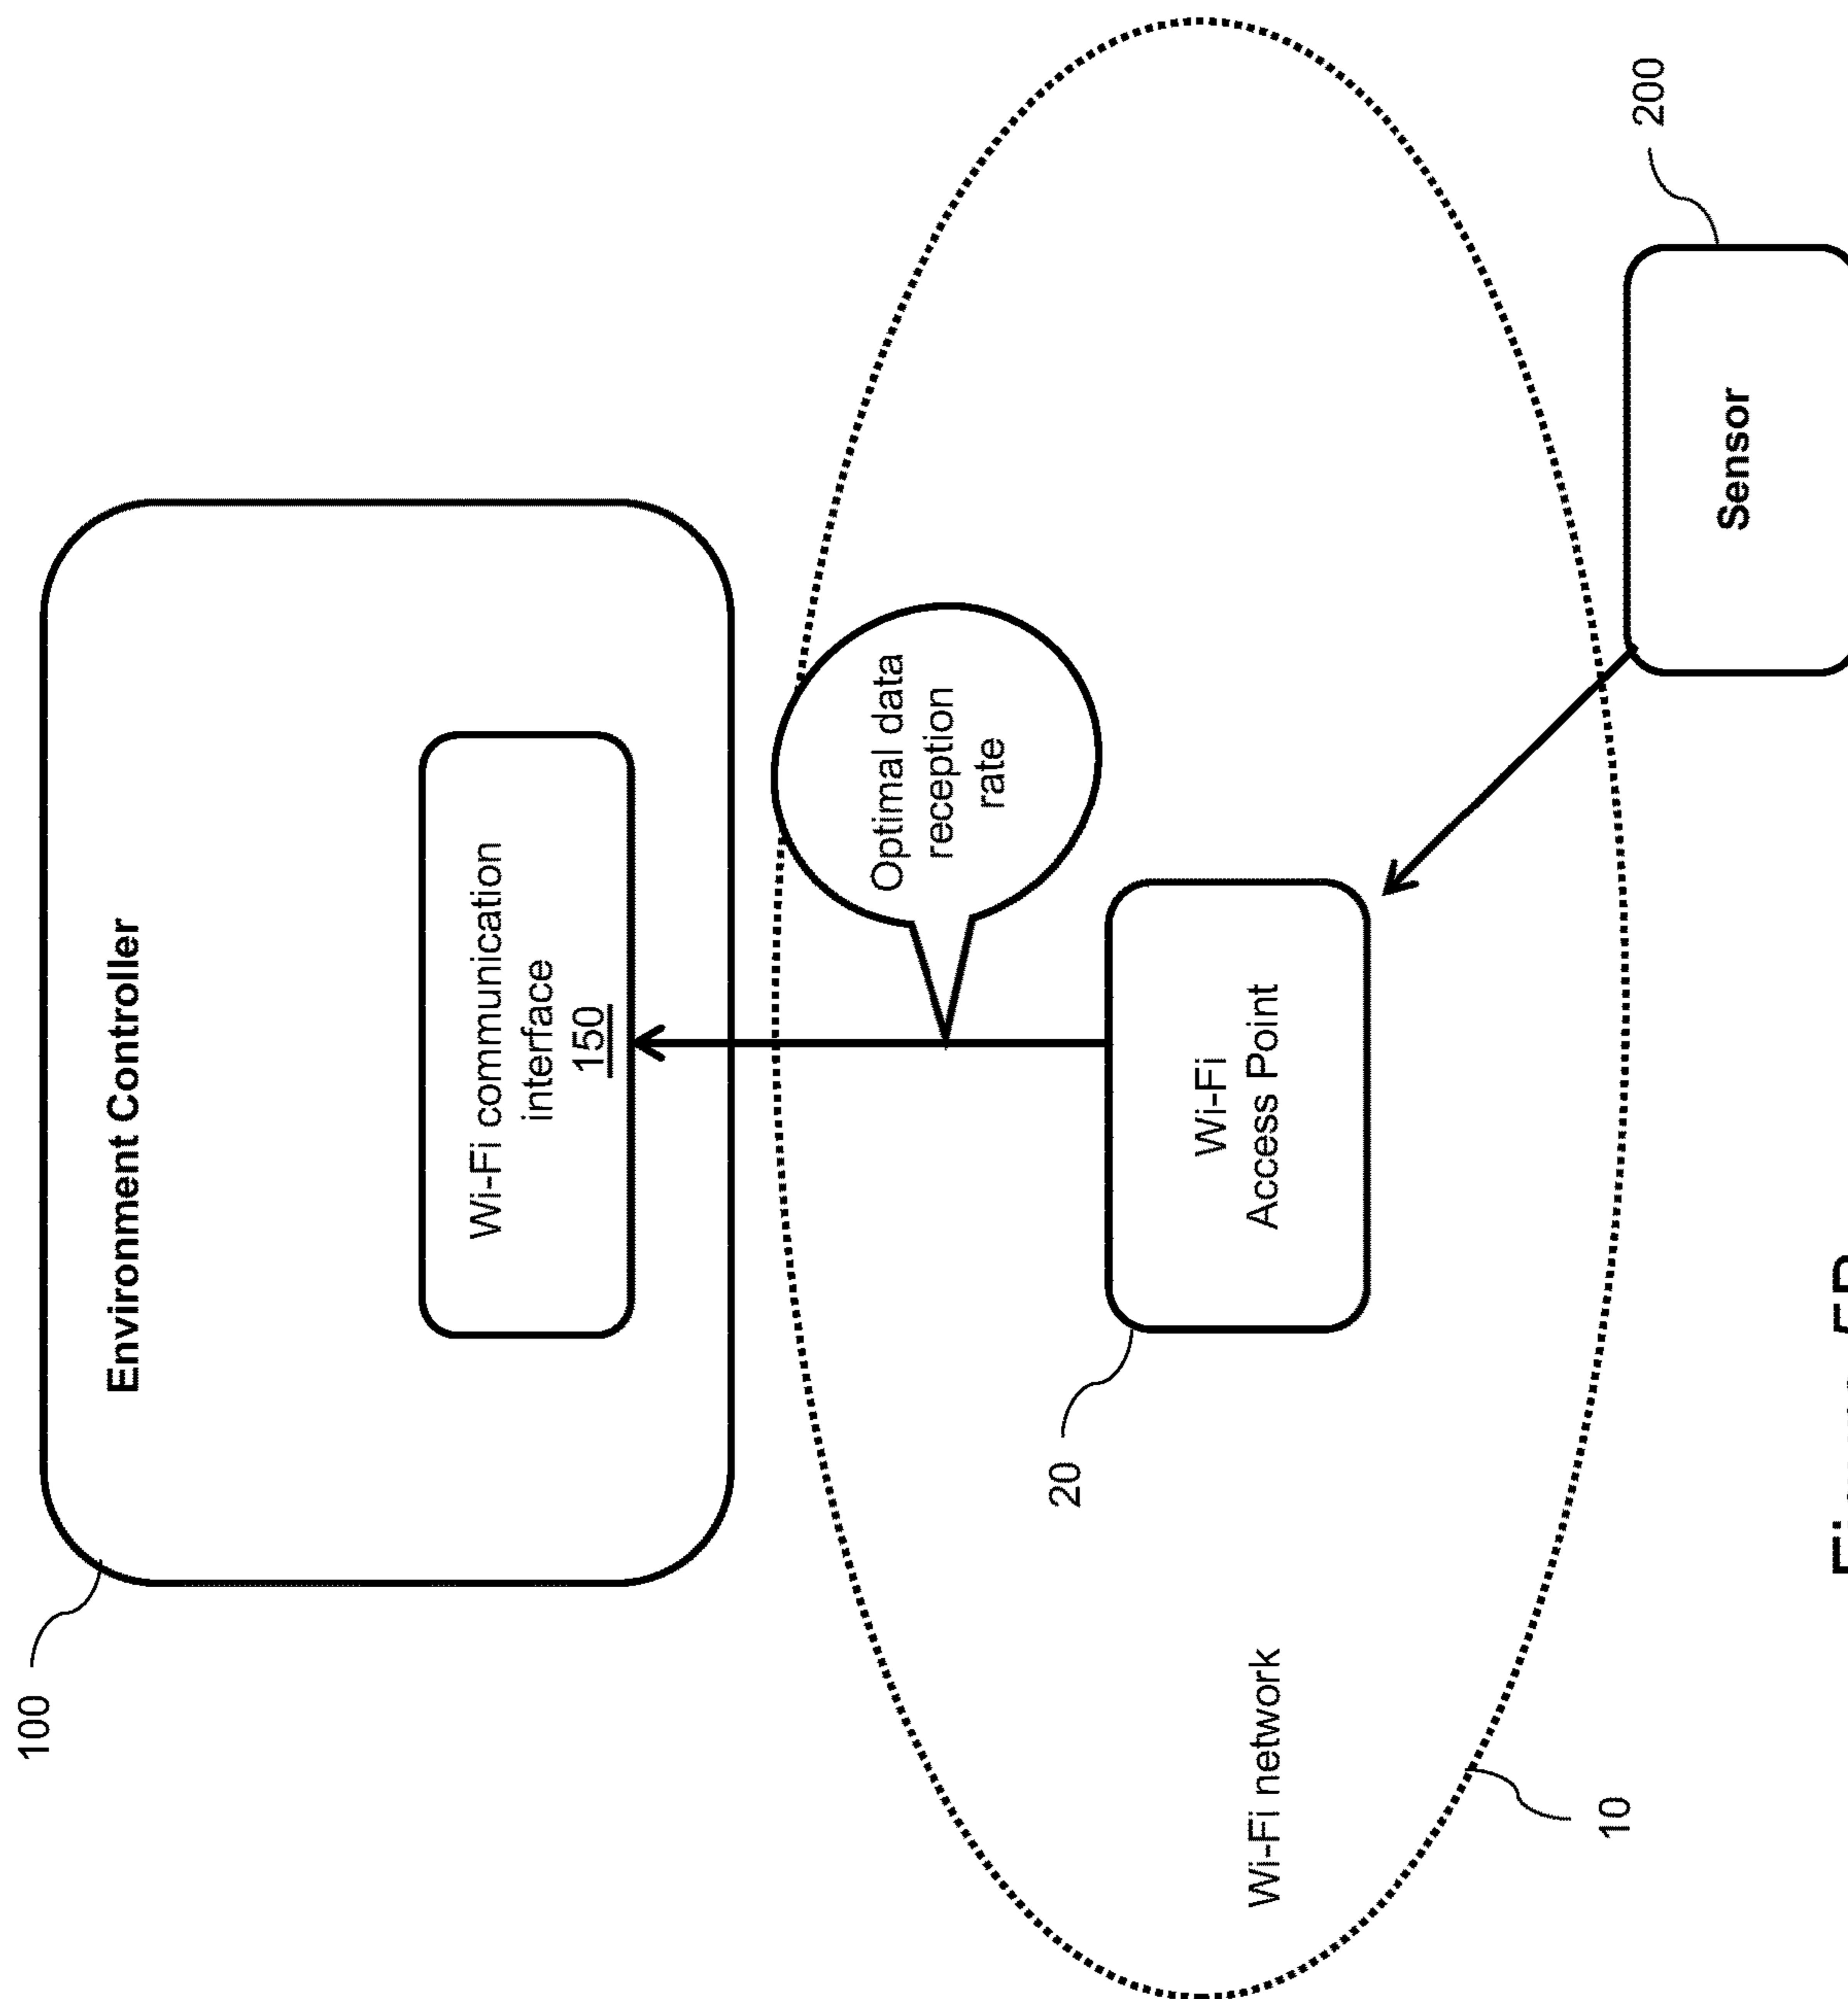 100
Environment Controller
Wi-Fi communication
interface
150
Optimal data
reception
rate
20
Wi-Fi
Access Point
Wi-Fi network
10
200
Sensor